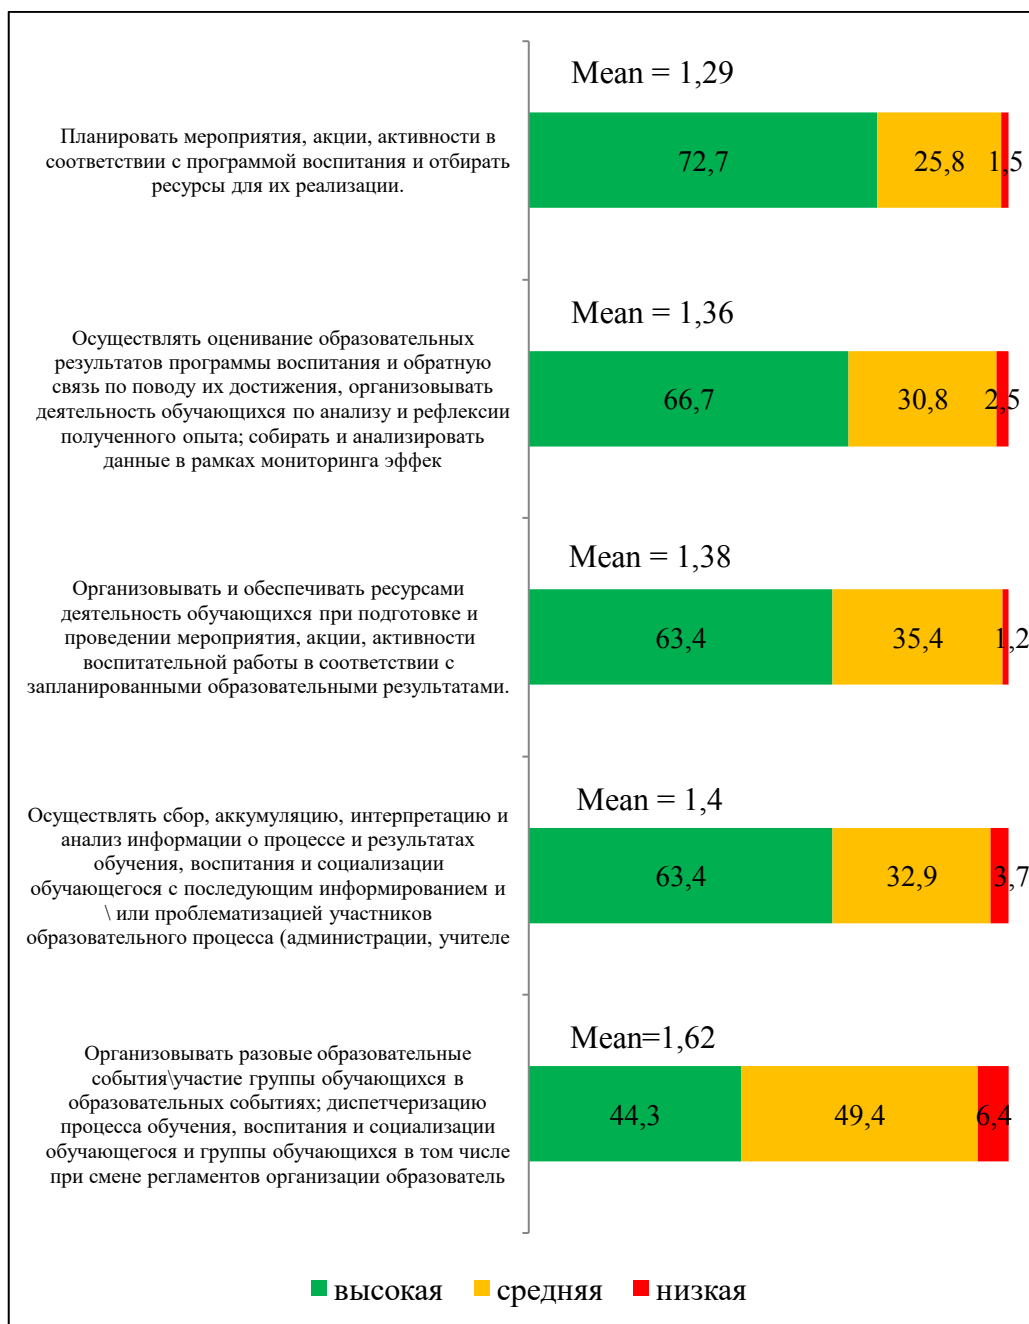 Mean = 1,29
Планировать мероприятия, акции, активности в
соответствии с программой воспитания и отбирать
ресурсы для их реализации.
72,7 25,8 1,5
Mean = 1,36
Осуществлять оценивание образовательных
результатов программы воспитания и обратную
связь по поводу их достижения, организовывать
деятельность обучающихся по анализу и рефлексии
полученного опыта; собирать и анализировать
данные в рамках мониторинга эффек
66,7 30,8 2,5
Mean = 1,38
Организовывать и обеспечивать ресурсами
деятельность обучающихся при подготовке и
проведении мероприятия, акции, активности
воспитательной работы в соответствии с
запланированными образовательными результатами.
63,4 35,4 1,2
Mean = 1,4
Осуществлять сбор, аккумуляцию, интерпретацию и
анализ информации о процессе и результатах
обучения, воспитания и социализации
обучающегося с последующим информированием и
\ или проблематизацией участников
образовательного процесса (администрации, учителе
63,4 32,9 3,7
Mean=1,62
Организовывать разовые образовательные
события\участие группы обучающихся в
образовательных событиях; диспетчеризацию
процесса обучения, воспитания и социализации
обучающегося и группы обучающихся в том числе
при смене регламентов организации образователь
44,3 49,4 6,4
высокая средняя низкая